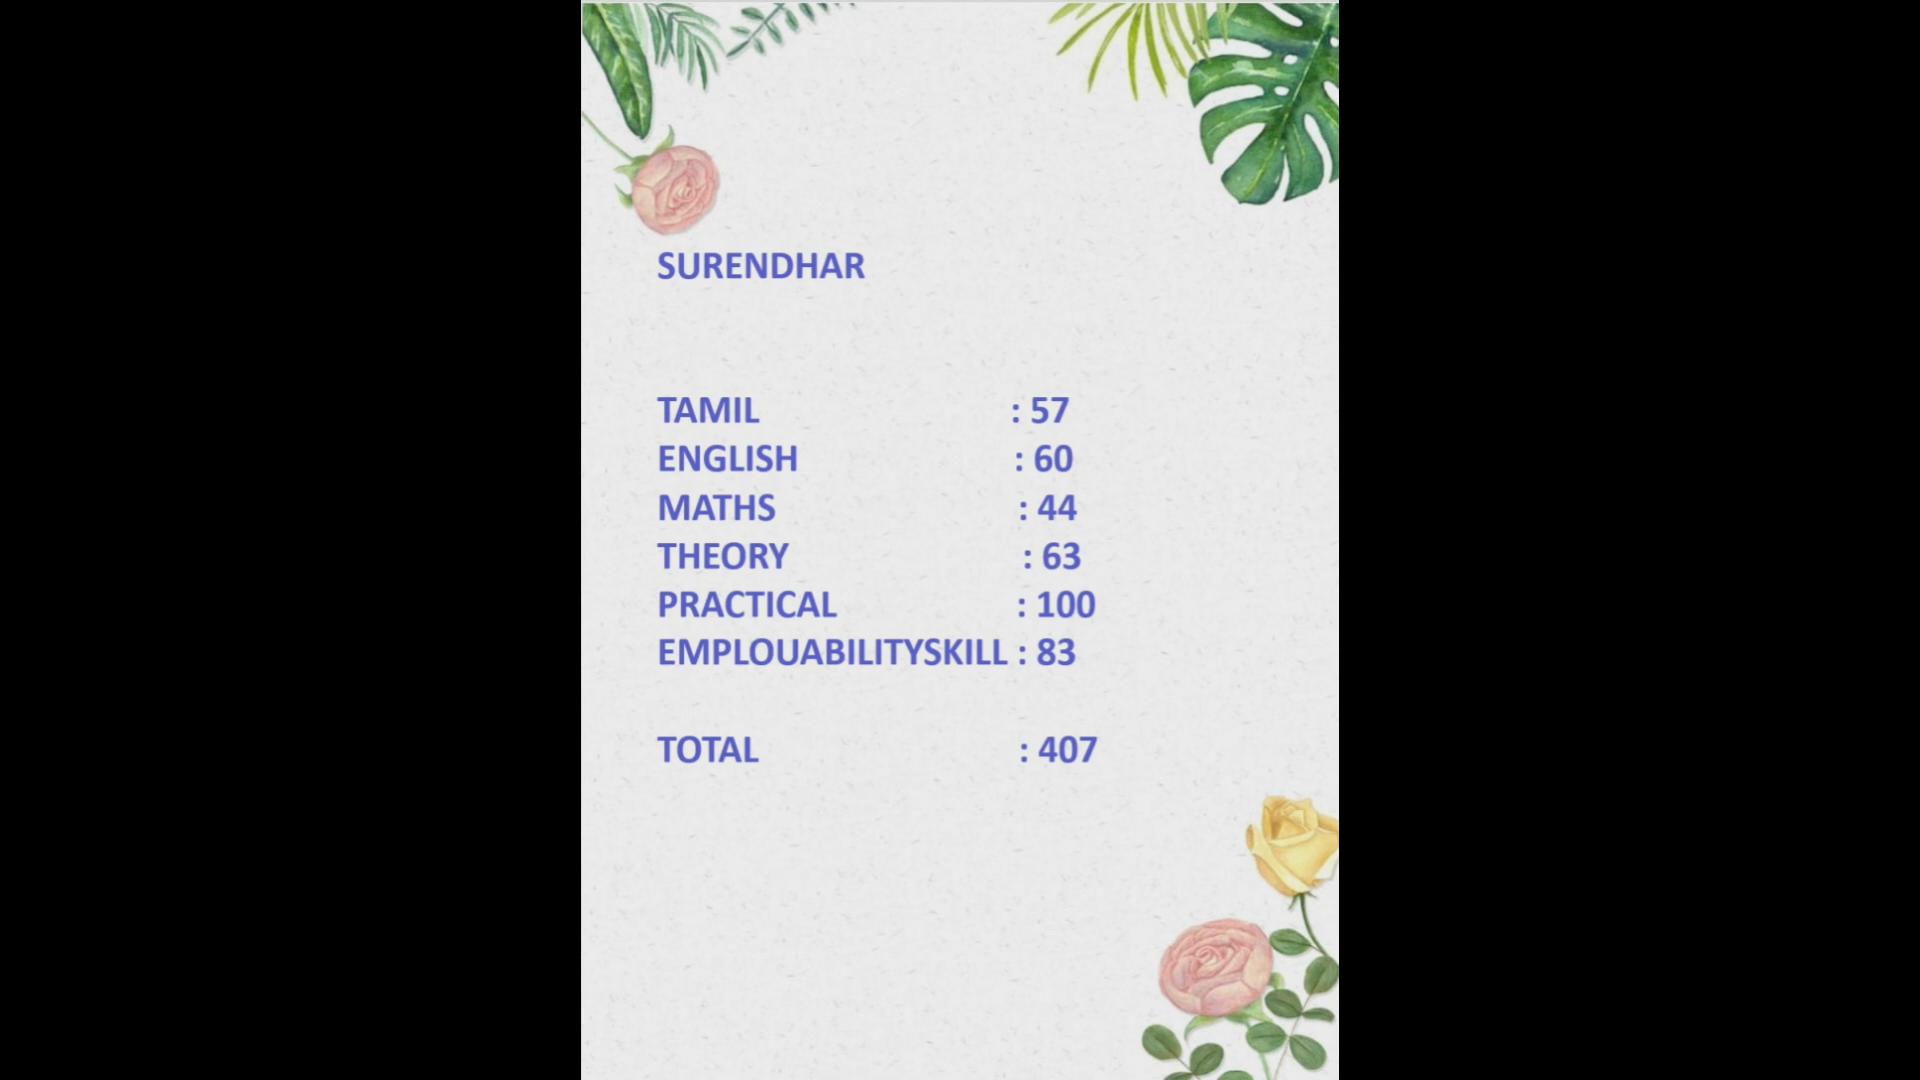 SURENDHAR
TAMIL : 57
ENGLISH : 60
MATHS : 44
THEORY : 63
PRACTICAL : 100
EMPLOUABILITYSKILL : 83
TOTAL : 407